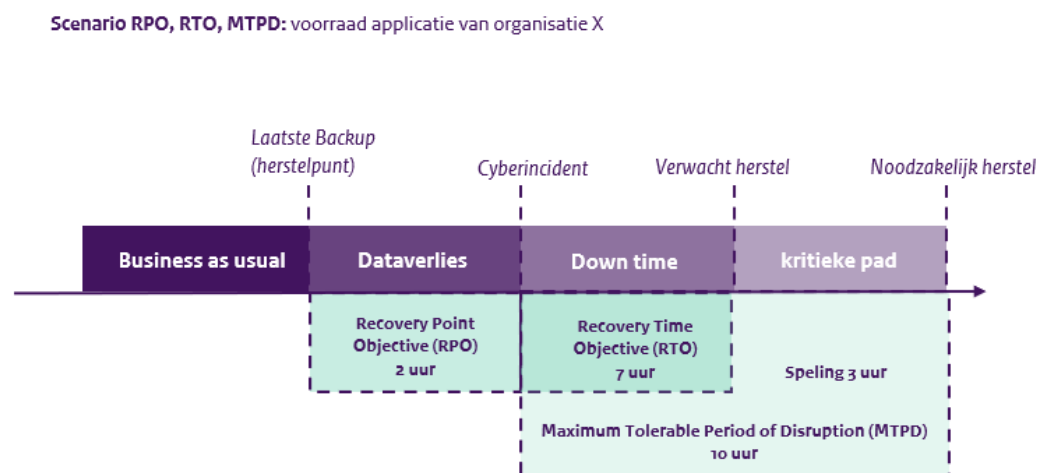 Scenario RPO, RTO, MTPD: voorraad applicatie van organisatie X
Laatste Backup
(herstelpunt)
Cyberincident
Verwacht herstel
Noodzakelijk herstel
Business as usual
Dataverlies
Down time
kritieke pad
Recovery Point
Objective (RPO)
2 uur
Recovery Time
Objective (RTO)
7 uur
Speling 3 uur
Maximum Tolerable Period of Disruption (MTPD)
10 uur